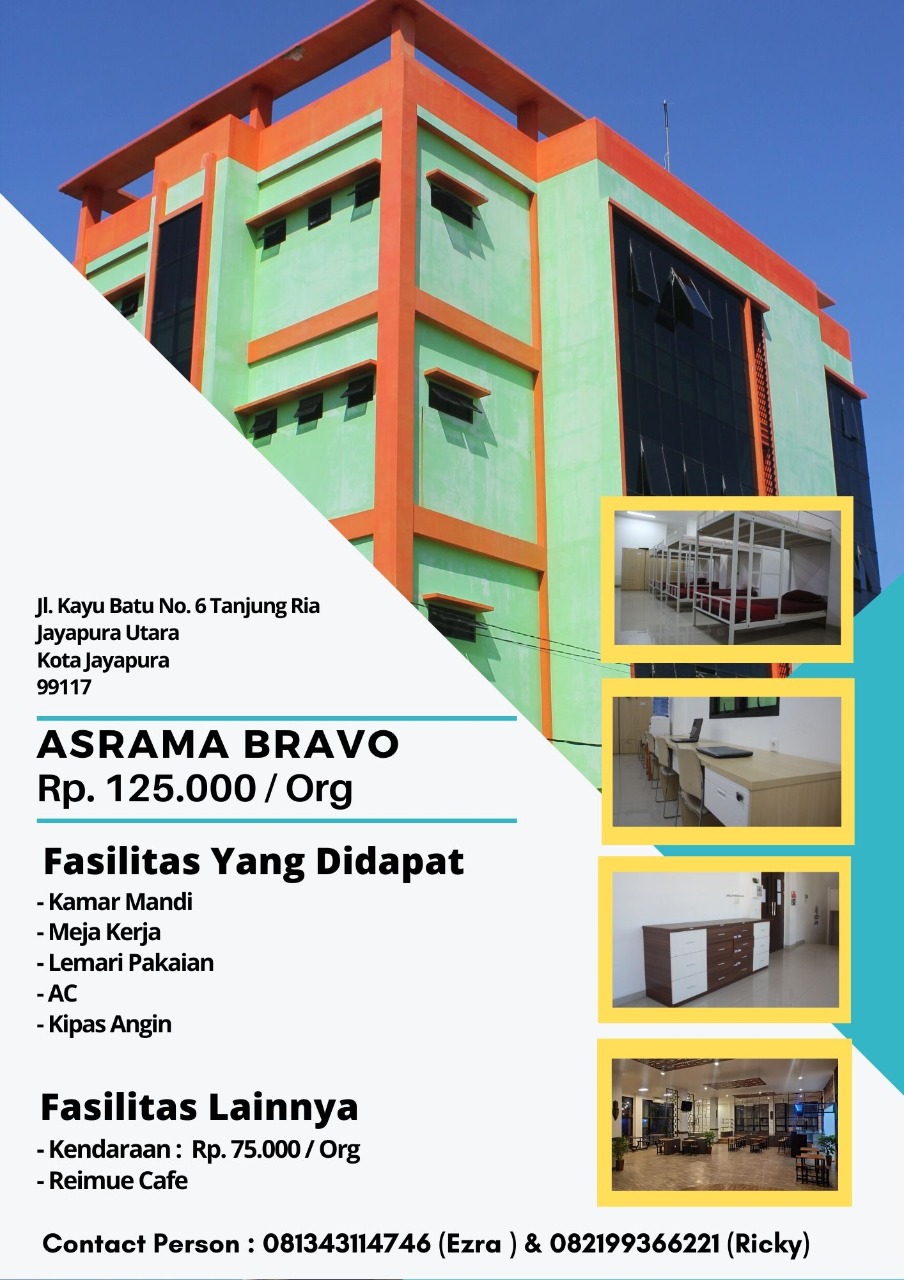 Jl. Kayu Batu No. 6 Tanjung Ria
Jayapura Utara
Kota Jayapura
99117
ASRAMA BRAVO
Rp. 125.000 / Org
Fasilitas Yang Didapat
- Kamar Mandi
- Meja Kerja
- Lemari Pakaian
- AC
- Kipas Angin
Fasilitas Lainnya
- Kendaraan : Rp. 75.000 / Org
- Reimue Cafe
Contact Person : 081343114746 (Ezra ) & 082199366221 (Ricky)